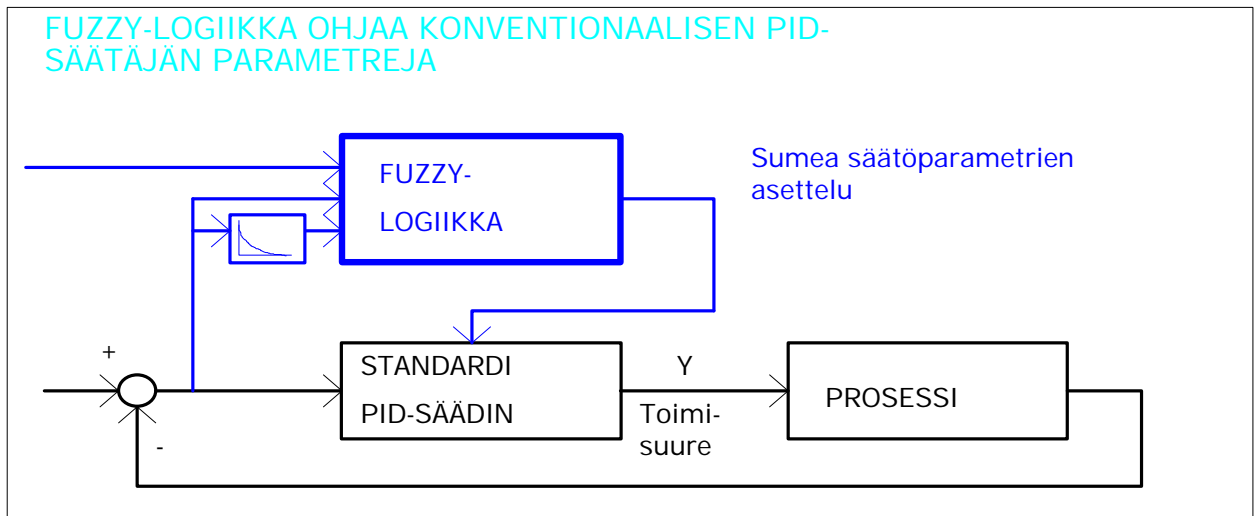 FUZZY-LOGIIKKA OHJAA KONVENTIONAALISEN PID-
SÄÄTÄJÄN PARAMETREJA
FUZZY-
LOGIIKKA
Sumea säätöparametrien
asettelu
+
-
STANDARDI
PID-SÄÄDIN
Y
Toimi-
suure
PROSESSI